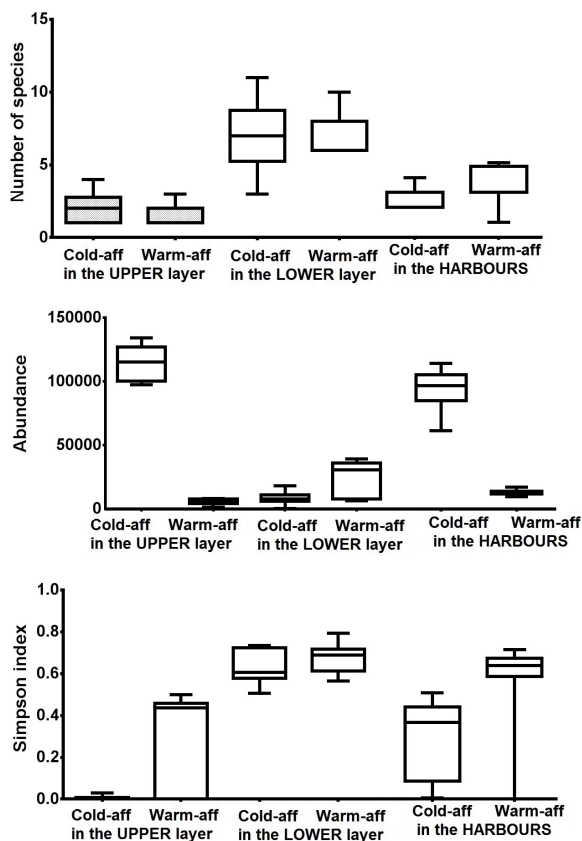 Number of species
15
10
5
0
Cold-aff Warm-aff Cold-aff Warm-aff Cold-aff Warm-aff
in the UPPER layer in the LOWER layer in the HARBOURS
Abundance
150000
100000
50000
0
Cold-aff Warm-aff Cold-aff Warm-aff Cold-aff Warm-aff
in the UPPER layer in the LOWER layer in the HARBOURS
Simpson index
1.0
0.8
0.6
0.4
0.2
0.0
Cold-aff Warm-aff Cold-aff Warm-aff Cold-aff Warm-aff
in the UPPER layer in the LOWER layer in the HARBOURS